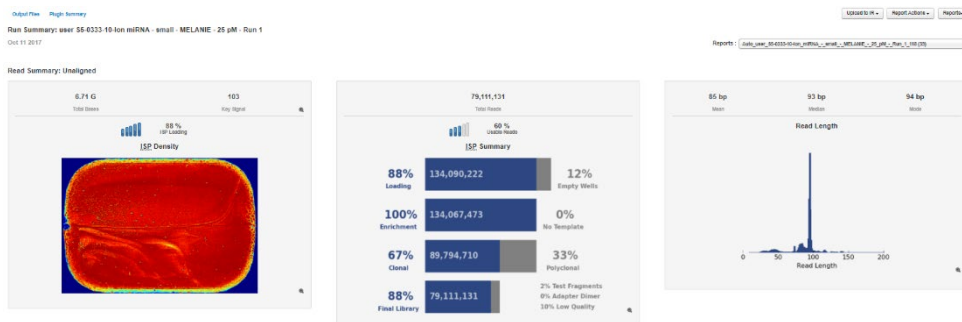 Output Files Plugin Summary
Upload to IR Report Actions Reports
Run Summary: user S5-0333-10-Ion miRNA - small - MELANIE - 25 pM - Run 1
Oct 11 2017
Reports :
Read Summary: Unaligned
6.71 G
Total Bases
103
Key Signal
88 %
ISP Loading
ISP Density
79,111,131
Total Reads
60 %
Usable Reads
ISP Summary
88% Loading
134,090,222
12% Empty Wells
100% Enrichment
134,067,473
0% No Template
67% Clonal
89,794,710
33% Polyclonal
88% Final Library
79,111,131
2% Test Fragments
8% Adapter Dimer
10% Low Quality
85 bp
Mean
93 bp
Median
94 bp
Mode
Read Length
0 50 100 150 200
Read Length